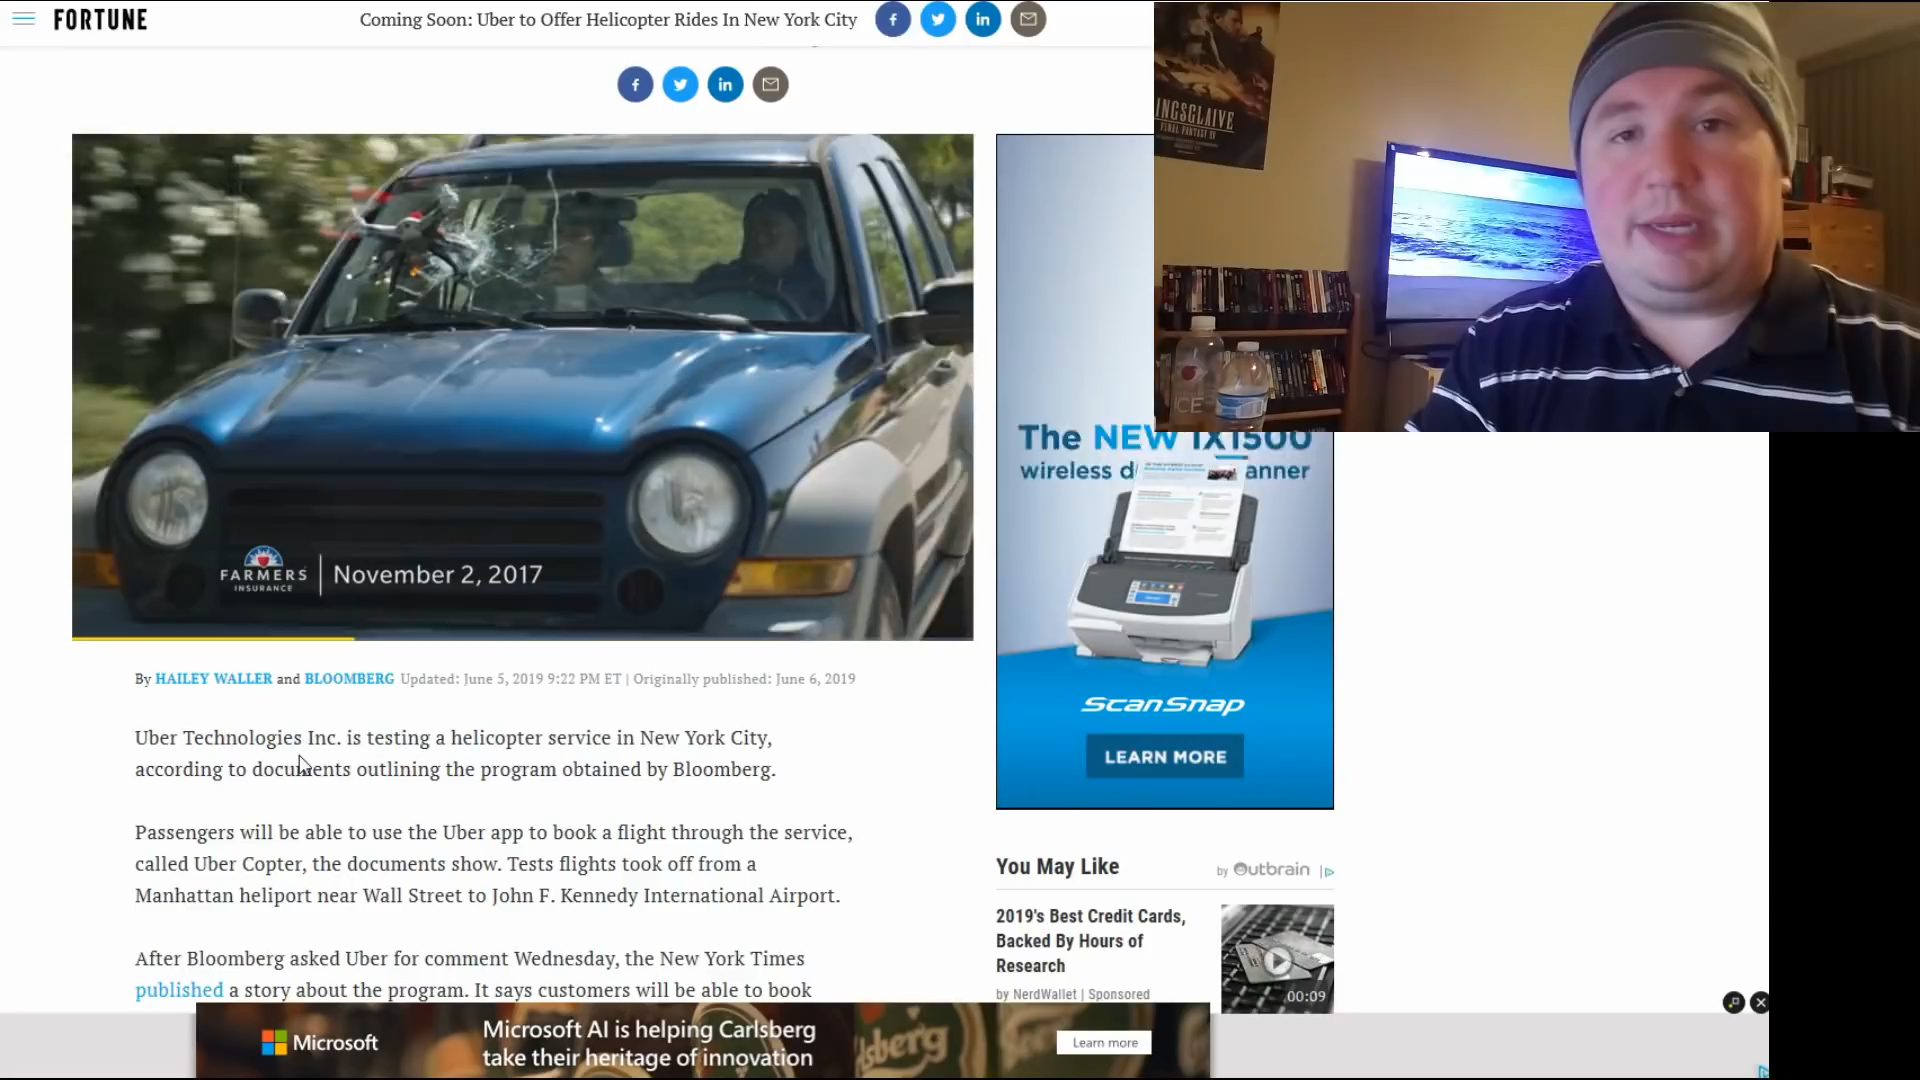 FORTUNE
Coming Soon: Uber to Offer Helicopter Rides In New York City
INGSGLAIVE
FINAL FANTASY XV
FARMERS
INSURANCE
November 2, 2017
By HAILEY WALLER and BLOOMBERG Updated: June 5, 2019 9:22 PM ET | Originally published: June 6, 2019
Uber Technologies Inc. is testing a helicopter service in New York City,
according to documents outlining the program obtained by Bloomberg.
Passengers will be able to use the Uber app to book a flight through the service,
called Uber Copter, the documents show. Tests flights took off from a
Manhattan heliport near Wall Street to John F. Kennedy International Airport.
After Bloomberg asked Uber for comment Wednesday, the New York Times
published a story about the program. It says customers will be able to book
The NEW iX1500
wireless d anner
ScanSnap
LEARN MORE
You May Like
by Outbrain
2019's Best Credit Cards,
Backed By Hours of
Research
by NerdWallet | Sponsored
00:09
ICE
Microsoft
Microsoft AI is helping Carlsberg
take their heritage of innovation
lsberg
Learn more